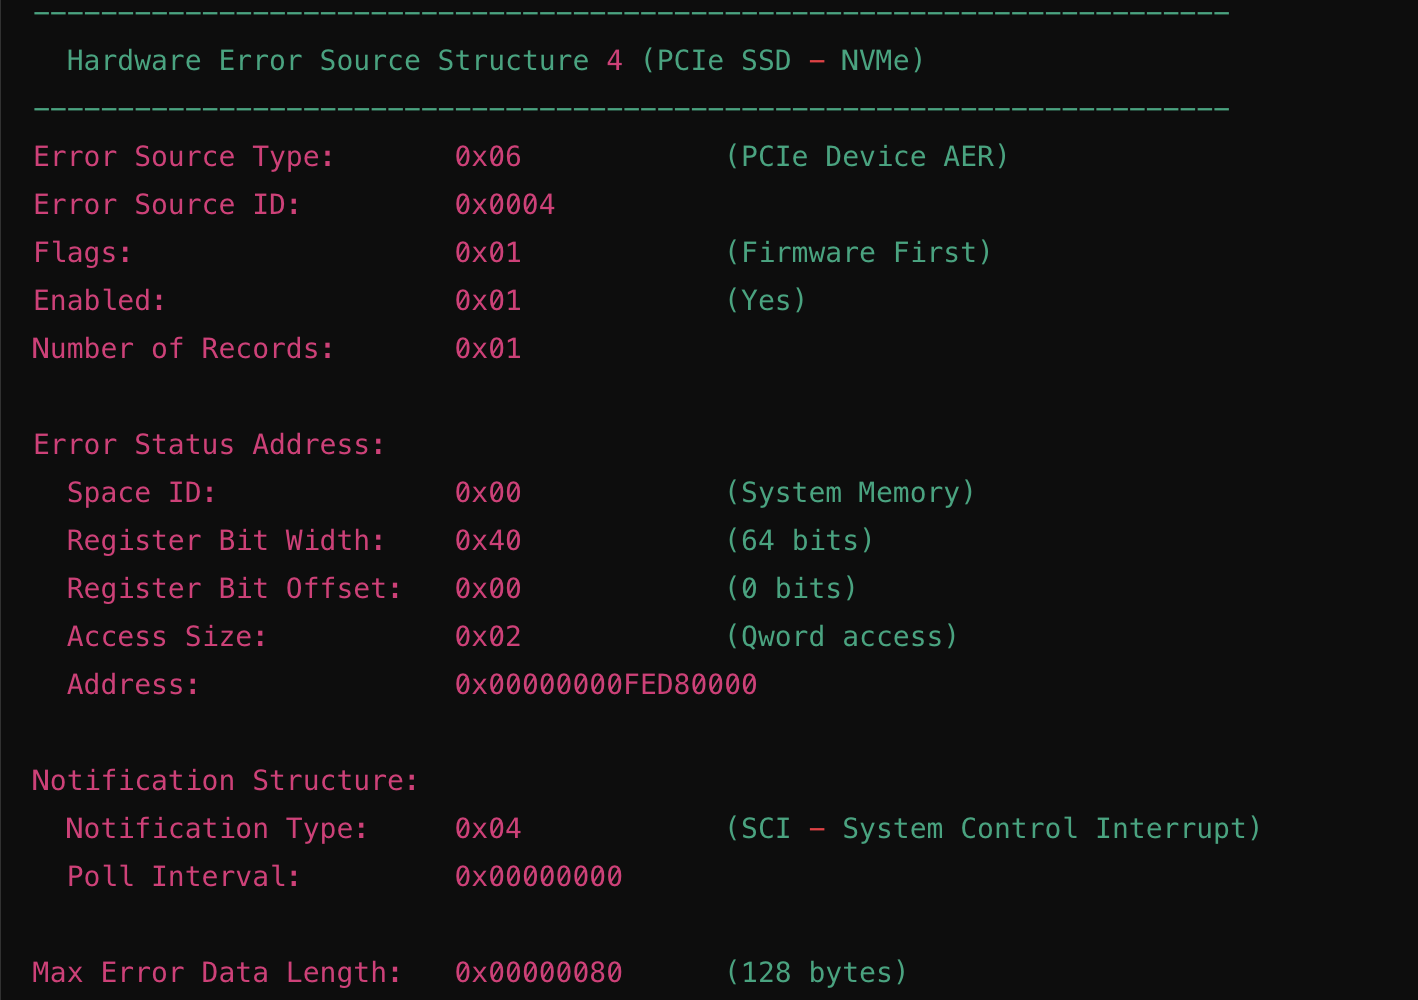 Hardware Error Source Structure 4 (PCIe SSD – NVMe)
Error Source Type: 0x06 (PCIe Device AER)
Error Source ID: 0x0004
Flags: 0x01 (Firmware First)
Enabled: 0x01 (Yes)
Number of Records: 0x01
Error Status Address:
Space ID: 0x00 (System Memory)
Register Bit Width: 0x40 (64 bits)
Register Bit Offset: 0x00 (0 bits)
Access Size: 0x02 (Qword access)
Address: 0x00000000FED80000
Notification Structure:
Notification Type: 0x04 (SCI – System Control Interrupt)
Poll Interval: 0x00000000
Max Error Data Length: 0x00000080 (128 bytes)